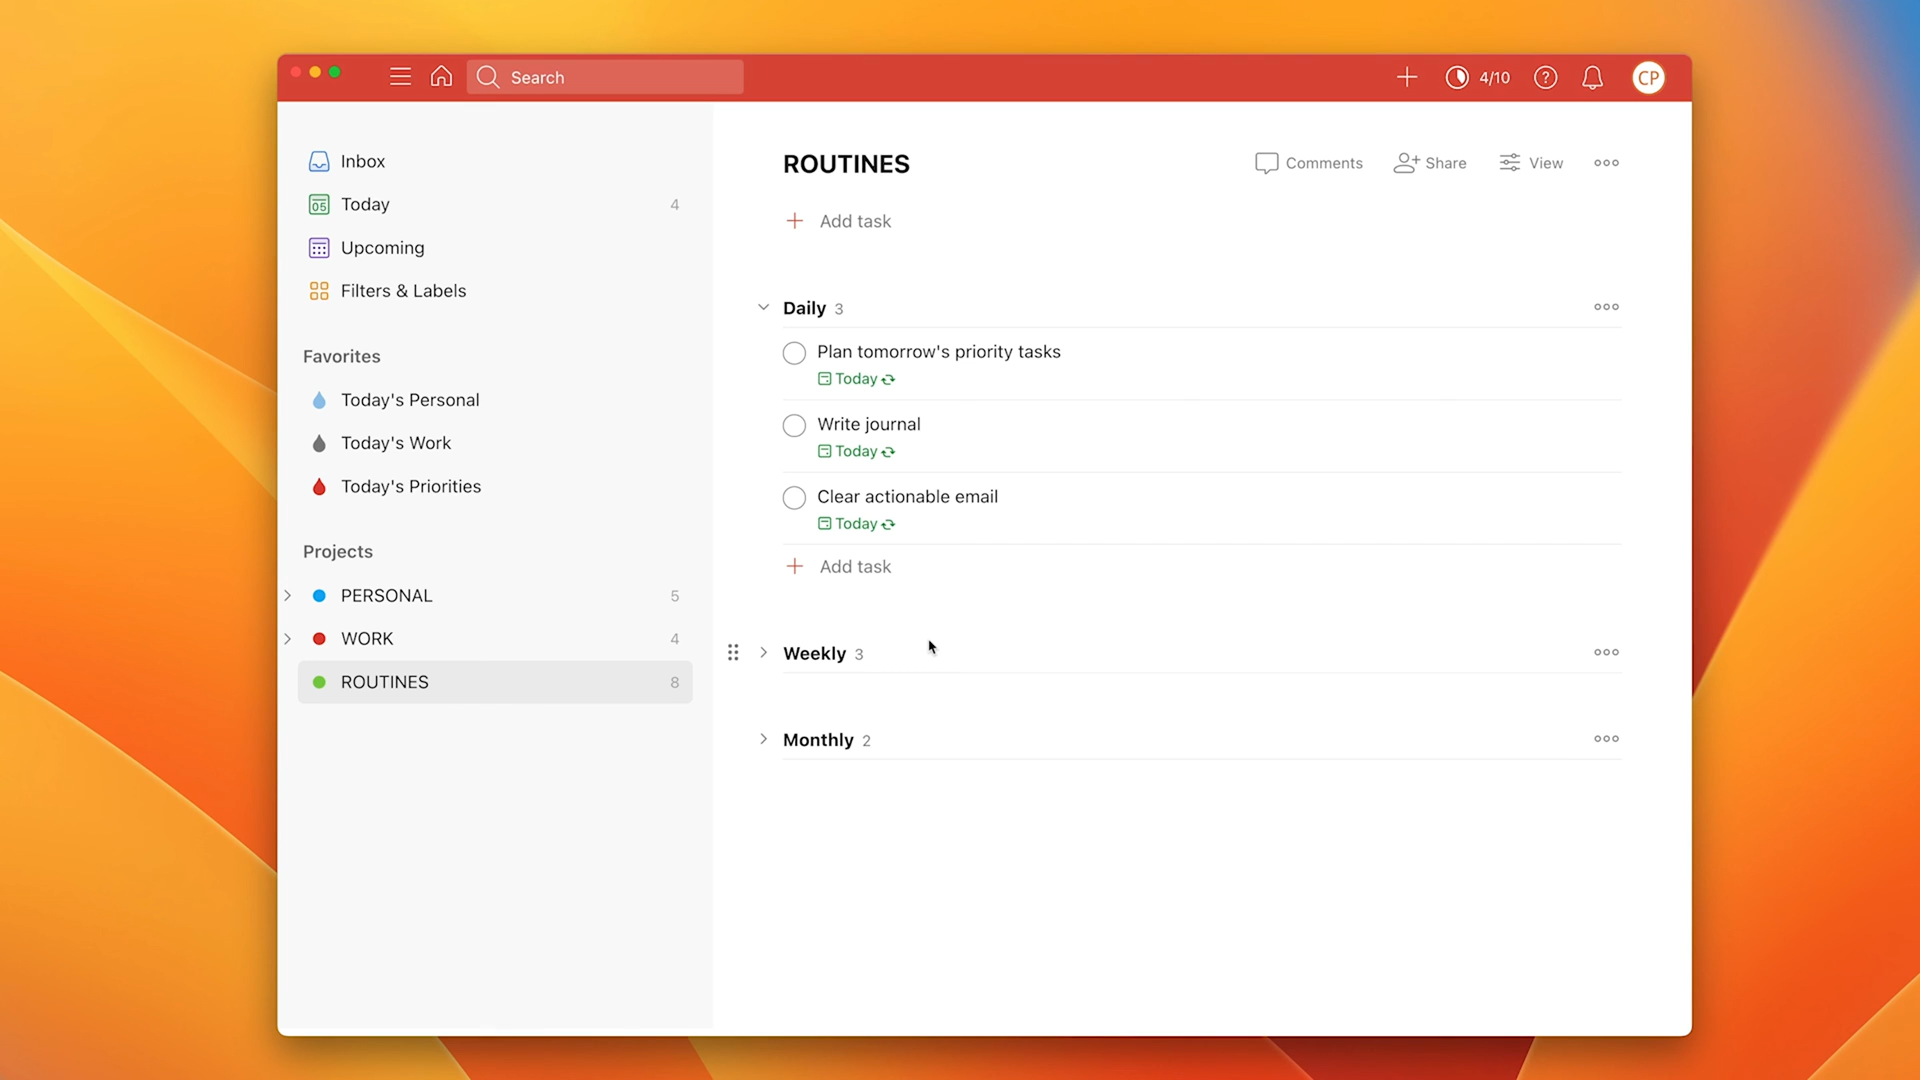 Search
4/10
?
CP
Inbox
05
Today
4
Upcoming
Filters & Labels
Favorites
Today's Personal
Today's Work
Today's Priorities
Projects
PERSONAL
5
WORK
4
ROUTINES
8
ROUTINES
Comments
Share
View
Add task
Daily 3
Plan tomorrow's priority tasks
Today
Write journal
Today
Clear actionable email
Today
Add task
Weekly 3
Monthly 2